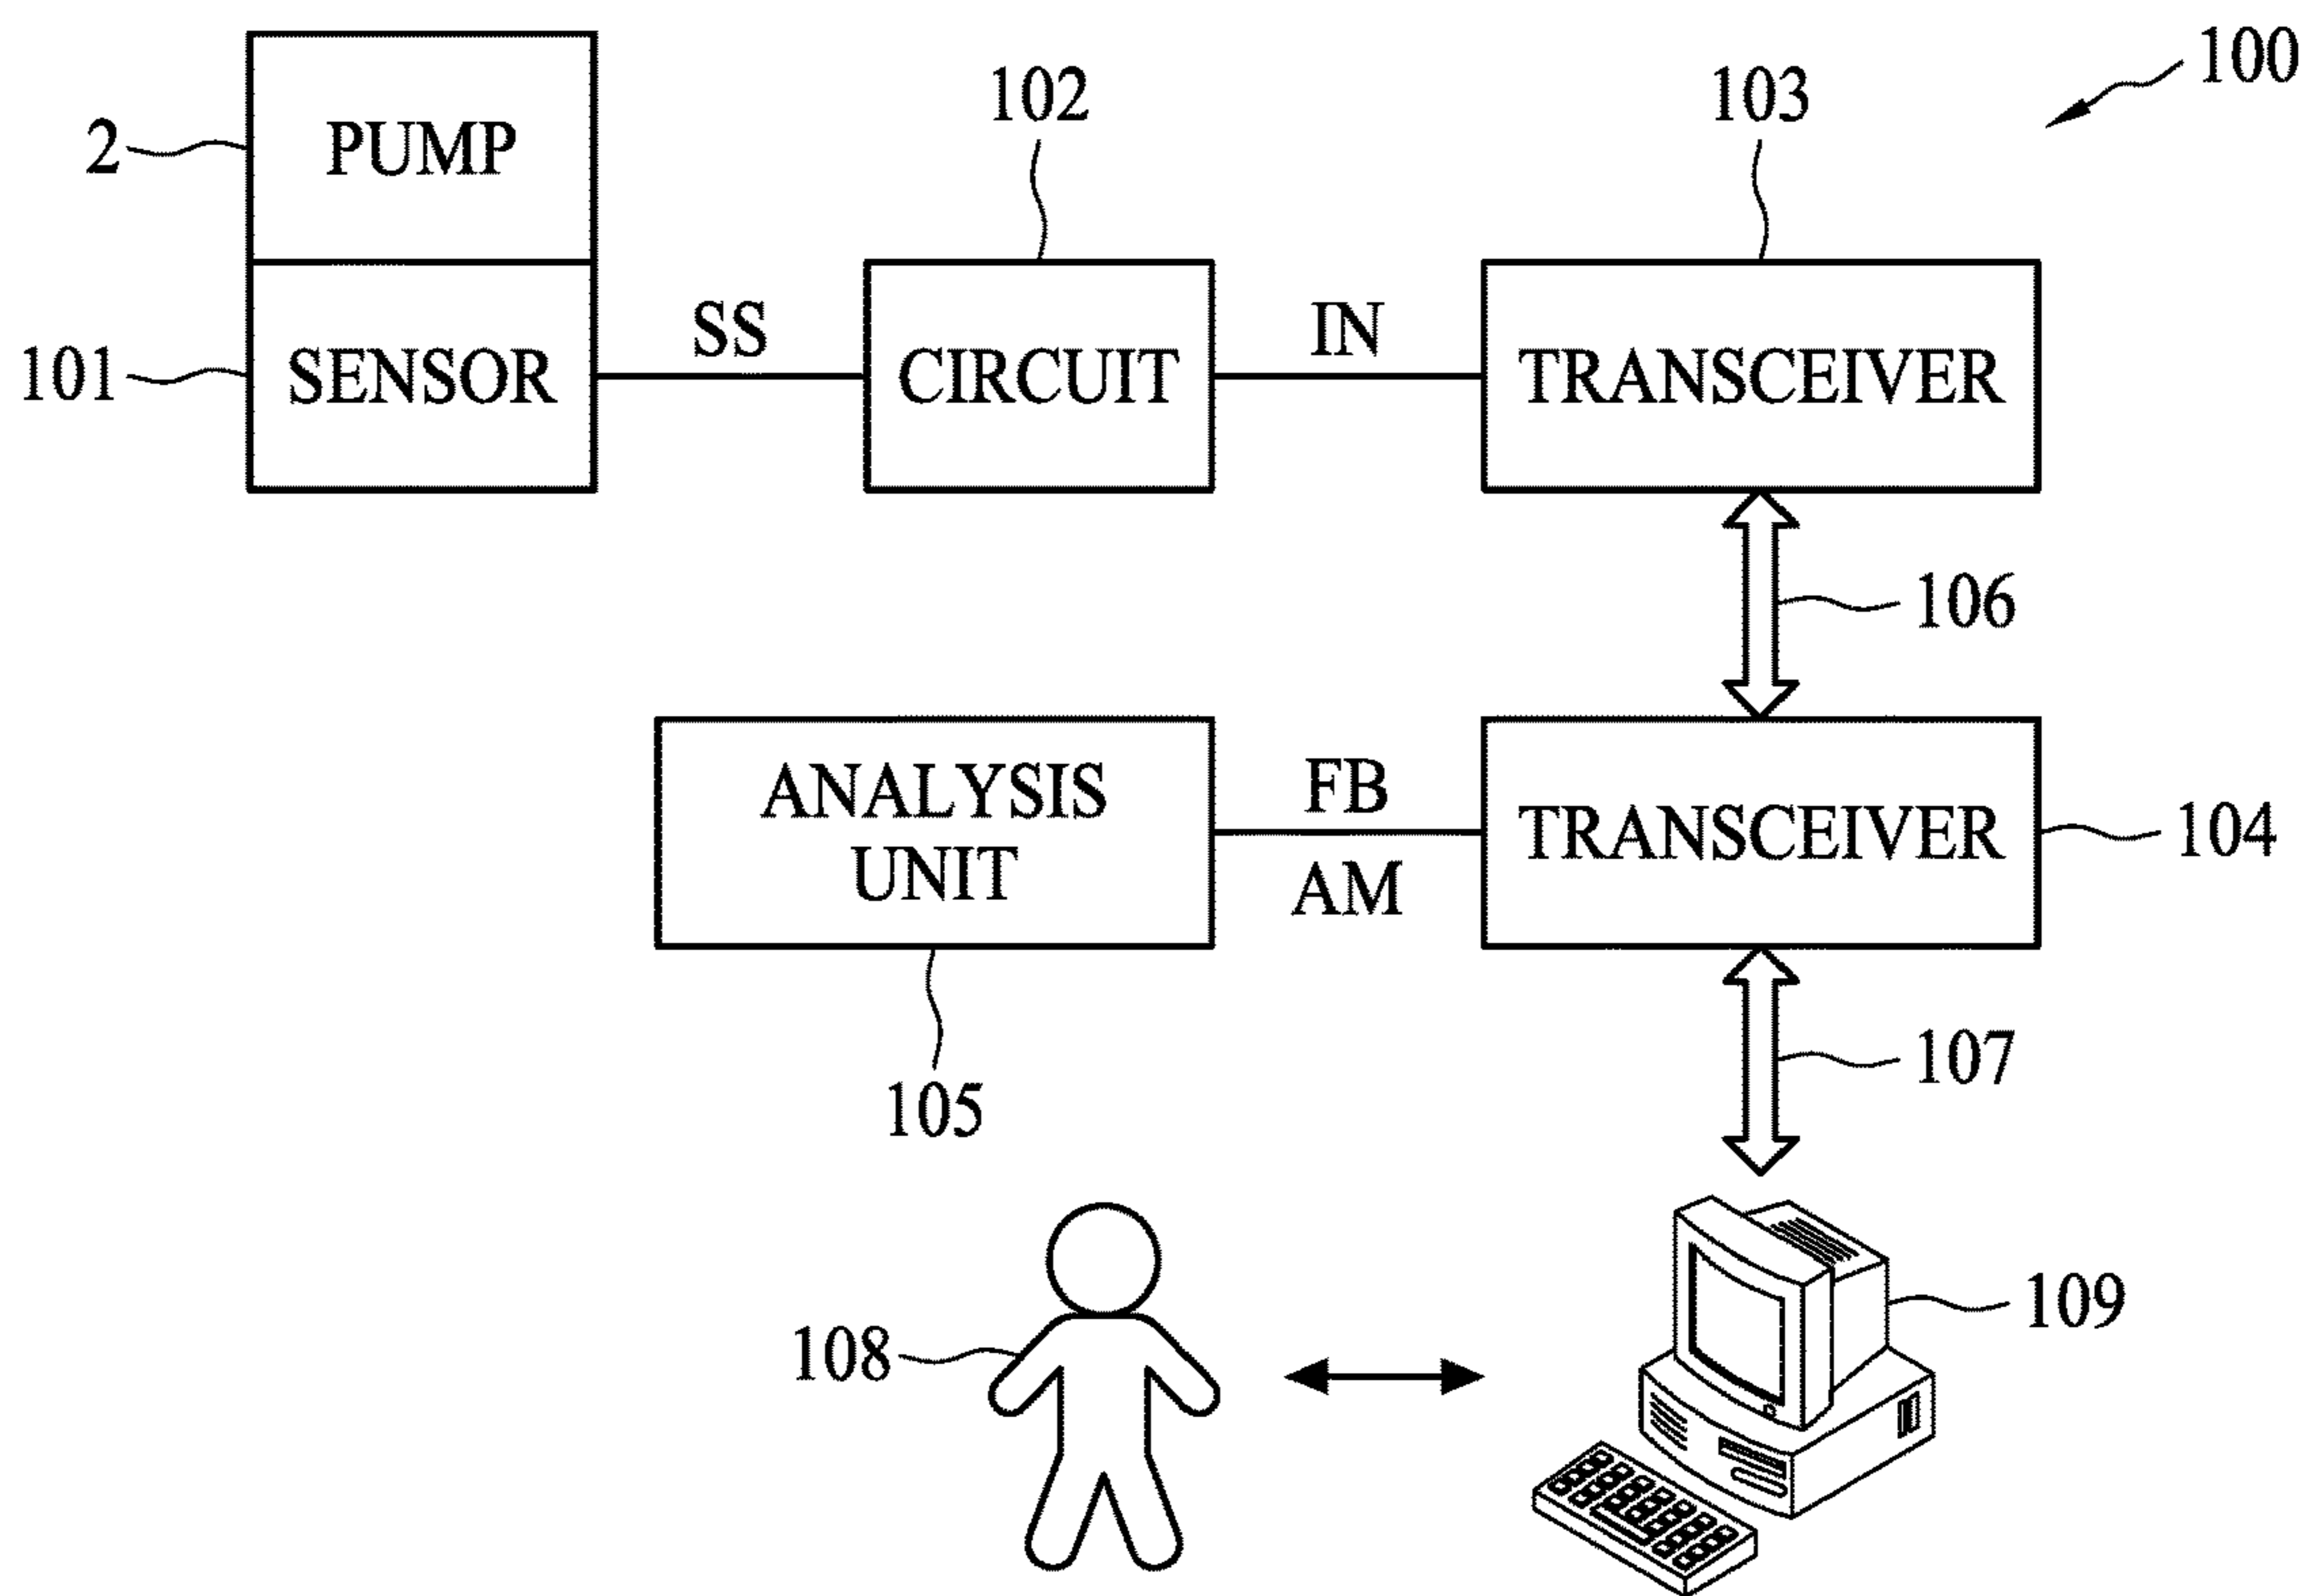 100
102
103
2
PUMP
101
SENSOR
SS
CIRCUIT
IN
TRANSCEIVER
106
ANALYSIS
UNIT
FB
AM
TRANSCEIVER
104
105
107
108
109